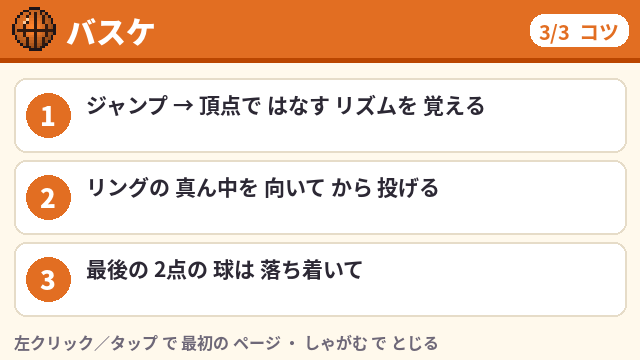 バスケ
3/3 コツ
1
ジャンプ → 頂点で はなす リズムを 覚える
2
リングの 真ん中を 向いて から 投げる
3
最後の 2点の 球は 落ち着いて
左クリック／タップ で 最初の ページ ・ しゃがむ で とじる